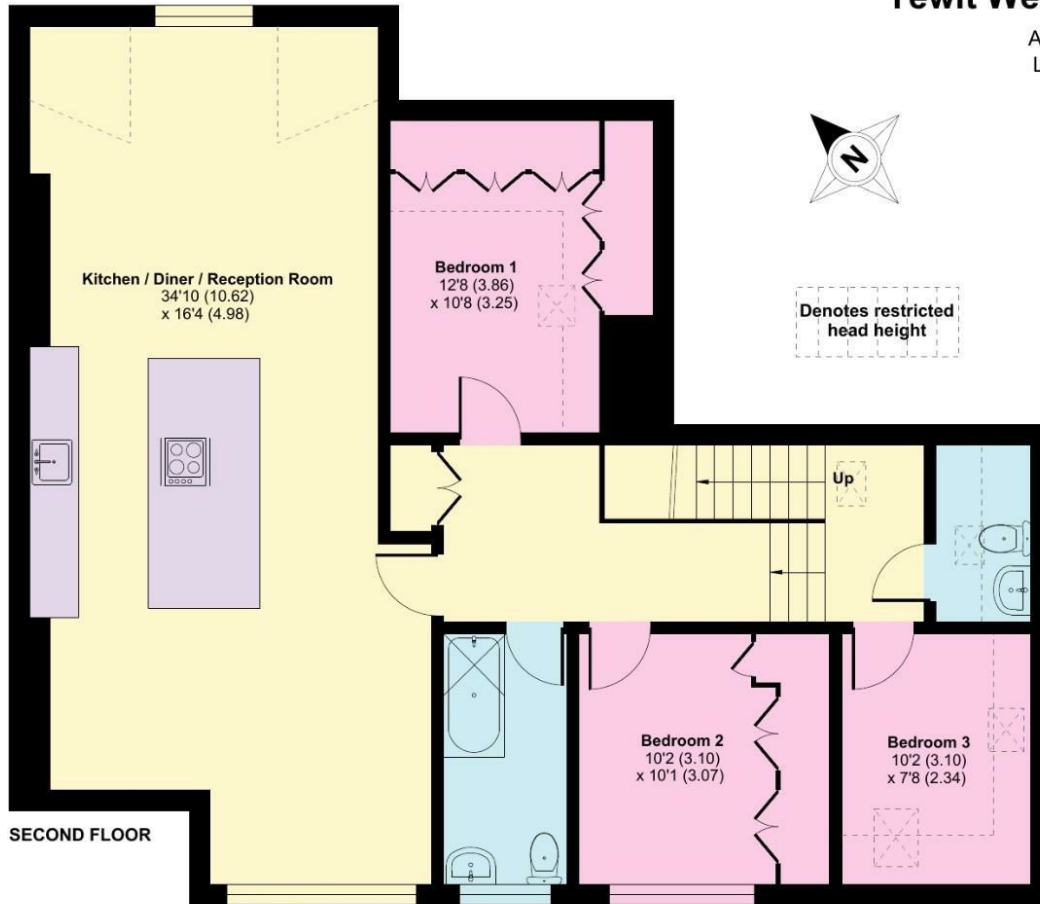 Kitchen / Diner / Reception Room
34'10 (10.62)
x 16'4 (4.98)
Bedroom 1
12'8 (3.86)
x 10'8 (3.25)
N
Denotes restricted
head height
Up
Bedroom 2
10'2 (3.10)
x 10'1 (3.07)
Bedroom 3
10'2 (3.10)
x 7'8 (2.34)
SECOND FLOOR